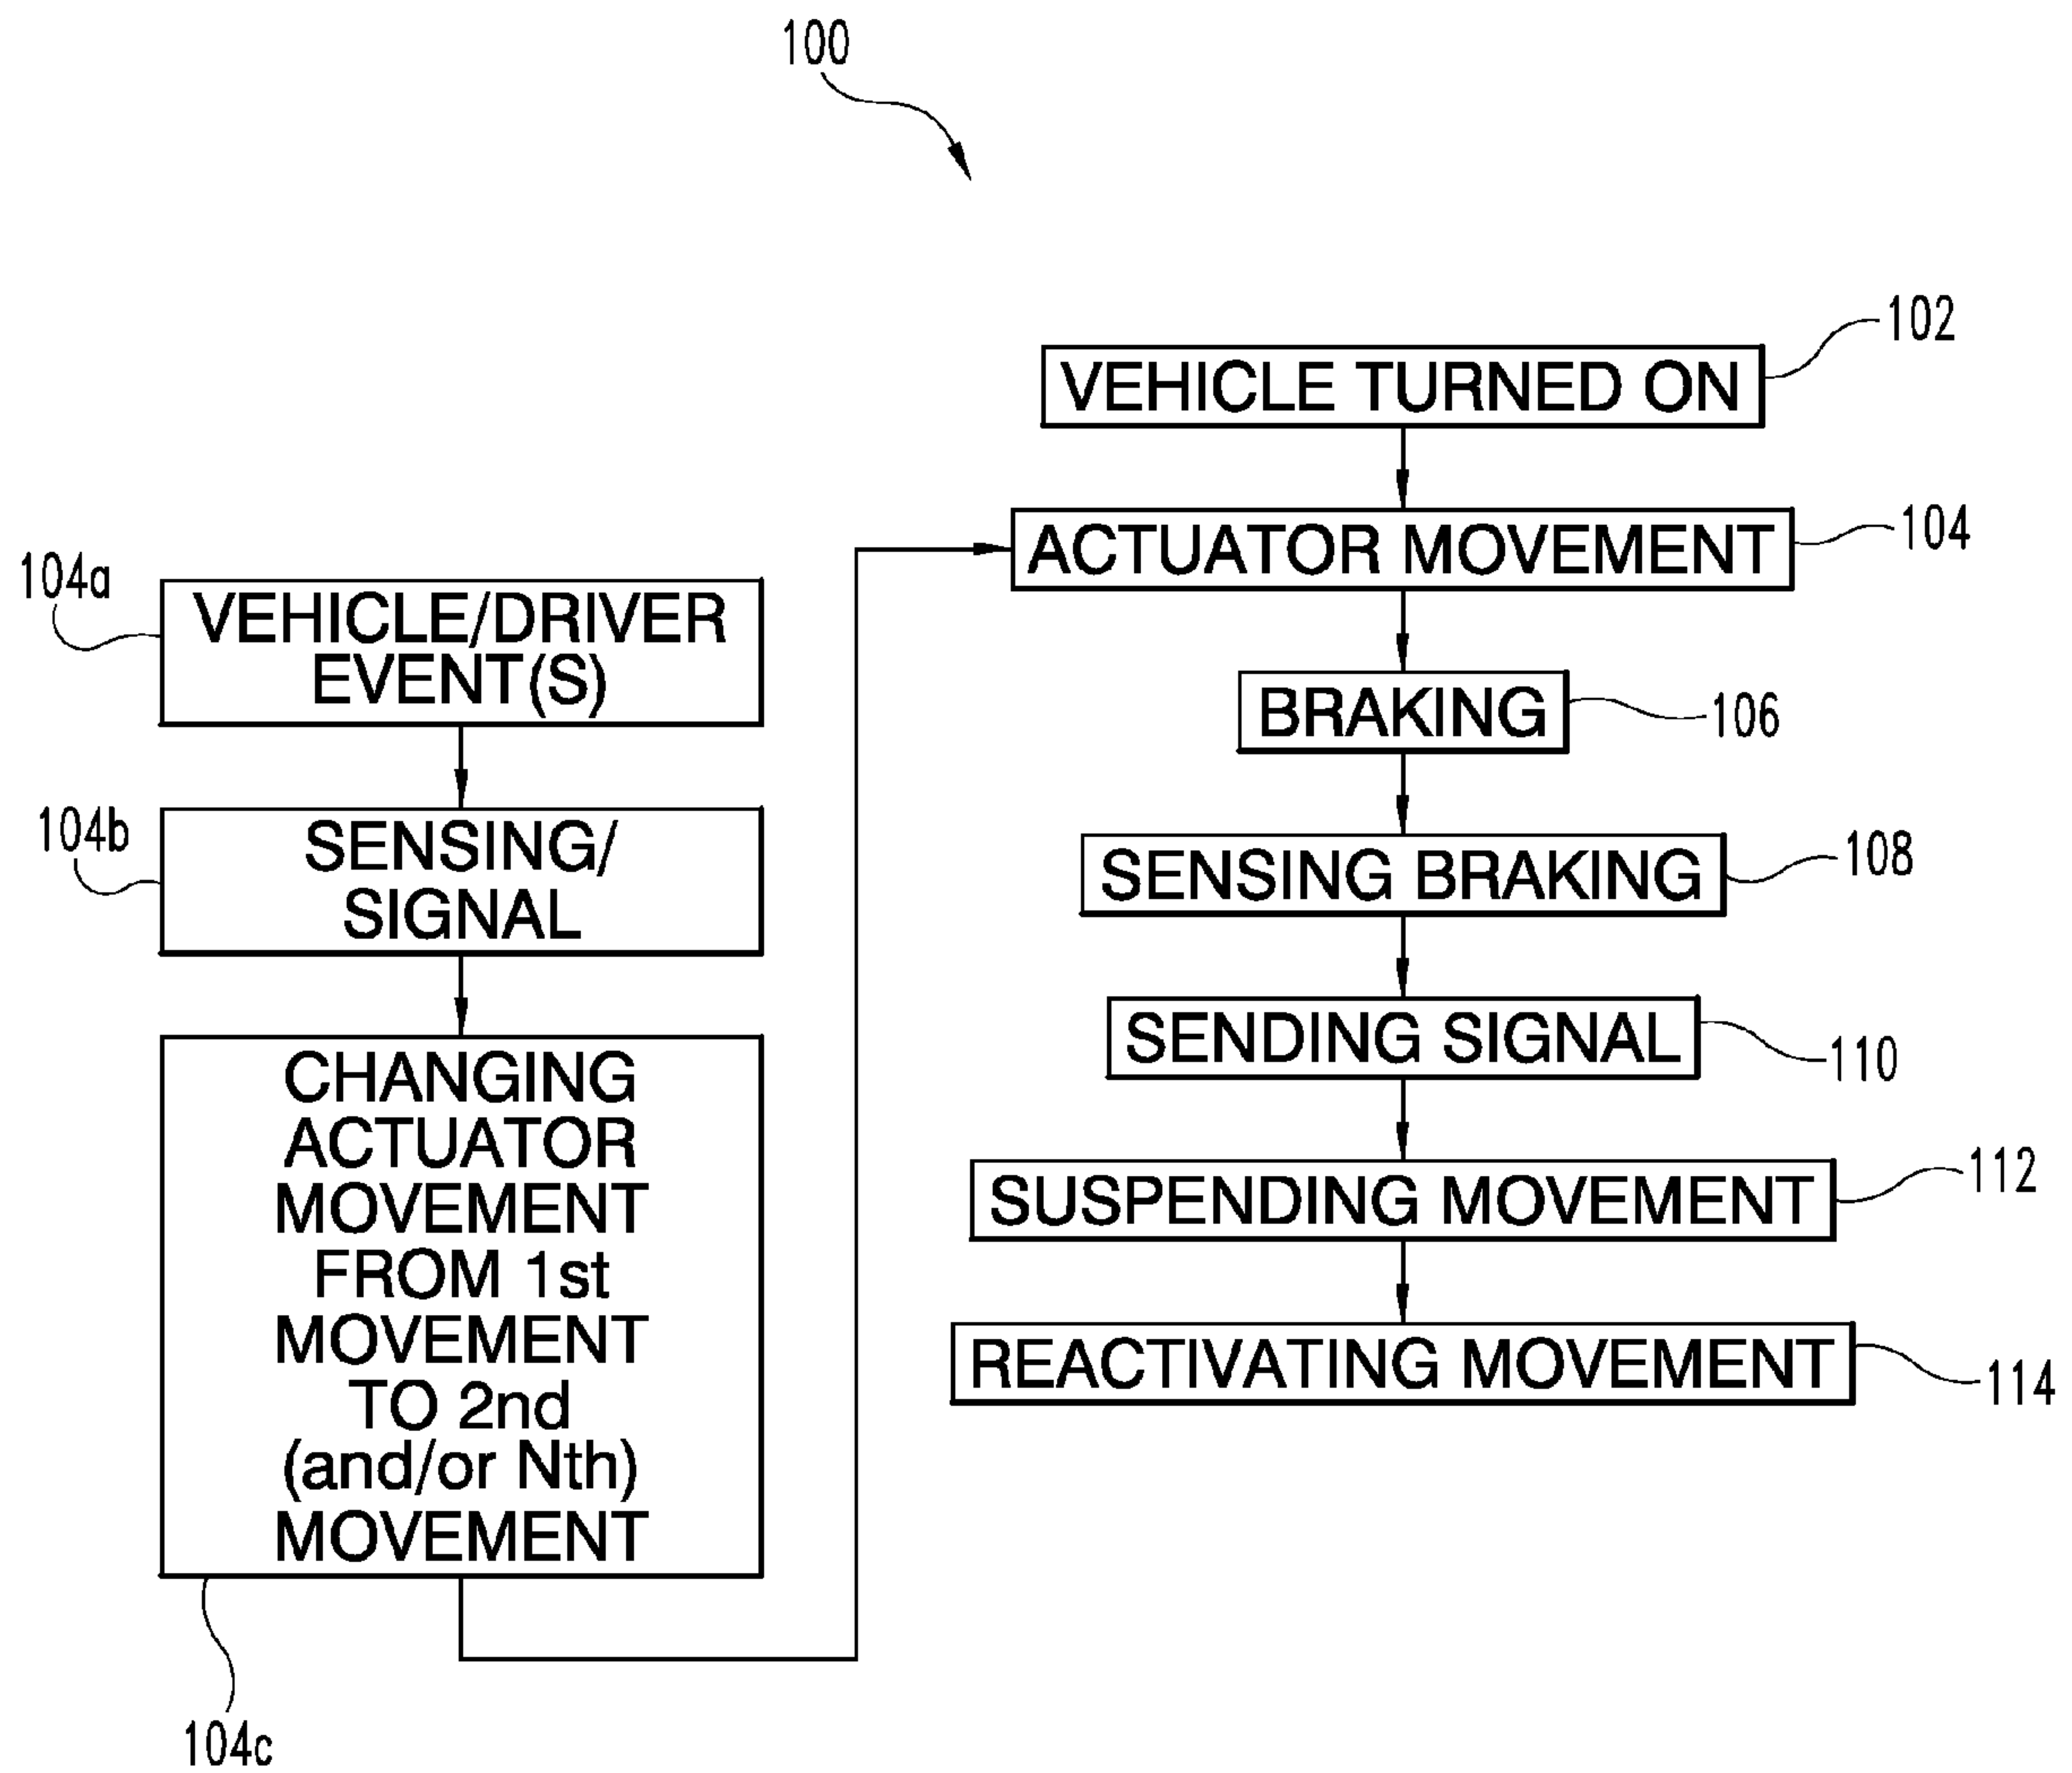 100
VEHICLE TURNED ON
102
ACTUATOR MOVEMENT
104
BRAKING
106
SENSING BRAKING
108
SENDING SIGNAL
110
SUSPENDING MOVEMENT
112
REACTIVATING MOVEMENT
114
104a
VEHICLE/DRIVER
EVENT(S)
104b
SENSING/
SIGNAL
CHANGING
ACTUATOR
MOVEMENT
FROM 1st
MOVEMENT
TO 2nd
(and/or Nth)
MOVEMENT
104c